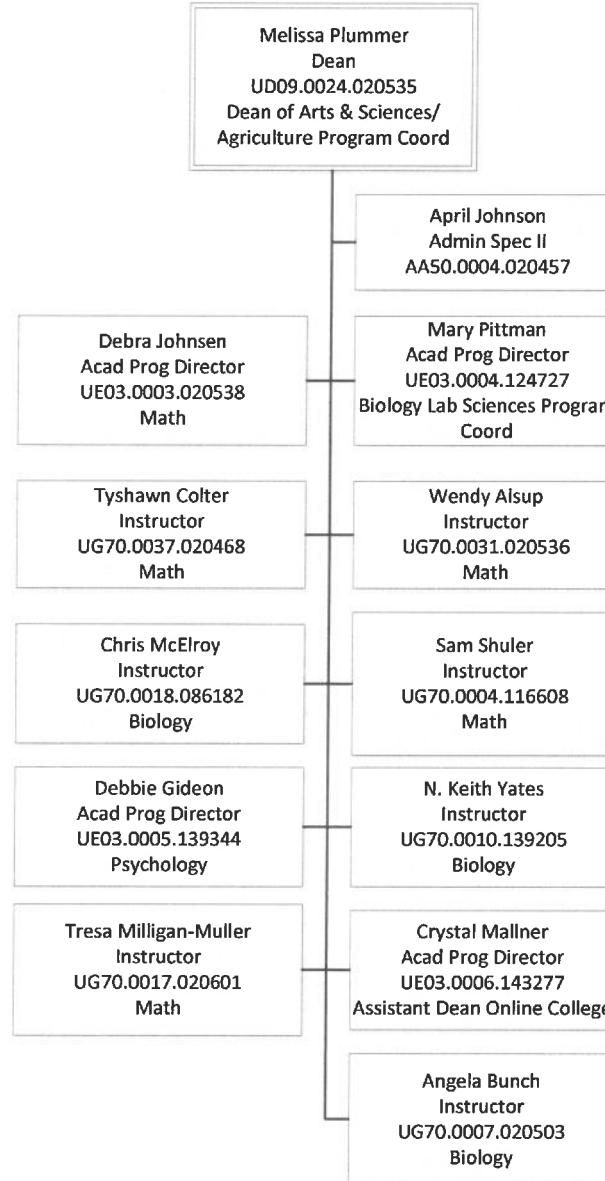 Melissa Plummer
Dean
UD09.0024.020535
Dean of Arts & Sciences/
Agriculture Program Coord
April Johnson
Admin Spec II
AA50.0004.020457
Debra Johnsen
Acad Prog Director
UE03.0003.020538
Math
Mary Pittman
Acad Prog Director
UE03.0004.124727
Biology Lab Sciences Program
Coord
Tyshawn Colter
Instructor
UG70.0037.020468
Math
Wendy Alsup
Instructor
UG70.0031.020536
Math
Chris McElroy
Instructor
UG70.0018.086182
Biology
Sam Shuler
Instructor
UG70.0004.116608
Math
Debbie Gideon
Acad Prog Director
UE03.0005.139344
Psychology
N. Keith Yates
Instructor
UG70.0010.139205
Biology
Tresa Milligan-Muller
Instructor
UG70.0017.020601
Math
Crystal Mallner
Acad Prog Director
UE03.0006.143277
Assistant Dean Online College
Angela Bunch
Instructor
UG70.0007.020503
Biology